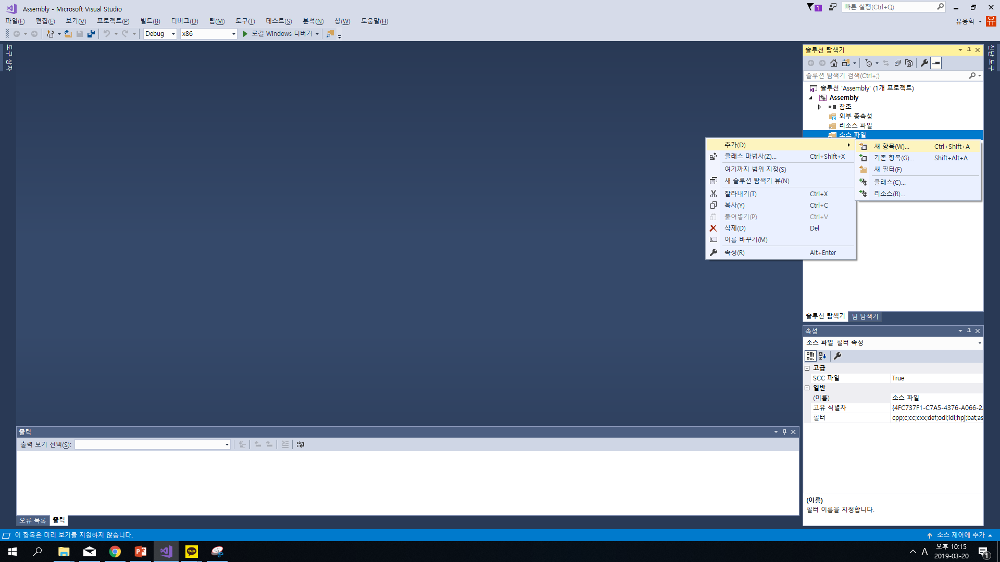 Assembly - Microsoft Visual Studio
1
빠른 실행(Ctrl+Q)
파일(F) 편집(E) 보기(V) 프로젝트(P) 빌드(B) 디버그(D) 팀(M) 도구(T) 테스트(S) 분석(N) 창(W) 도움말(H)
유용혁
Debug x86 로컬 Windows 디버거
도구 상자
진단 도구
솔루션 탐색기
솔루션 탐색기 검색(Ctrl+;)
솔루션 'Assembly' (1개 프로젝트)
Assembly
참조
외부 종속성
리소스 파일
소스 파일
추가(D)
클래스 마법사(Z)... Ctrl+Shift+X
여기까지 범위 지정(S)
새 솔루션 탐색기 뷰(N)
잘라내기(T) Ctrl+X
복사(Y) Ctrl+C
붙여넣기(P) Ctrl+V
삭제(D) Del
이름 바꾸기(M)
속성(R) Alt+Enter
새 항목(W)... Ctrl+Shift+A
기존 항목(G)... Shift+Alt+A
새 필터(F)
클래스(C)...
리소스(R)...
솔루션 탐색기 팀 탐색기
속성
소스 파일 필터 속성
고급
SCC 파일 True
일반
(이름) 소스 파일
고유 식별자 {4FC737F1-C7A5-4376-A066-2
필터 cpp;c;cc;cxx;def;odl;idl;hpj;bat;as
(이름)
필터 이름을 지정합니다.
출력
출력 보기 선택(S):
오류 목록 출력
이 항목은 미리 보기를 지원하지 않습니다.
소스 제어에 추가
TALK
A
오후 10:15
2019-03-20
1